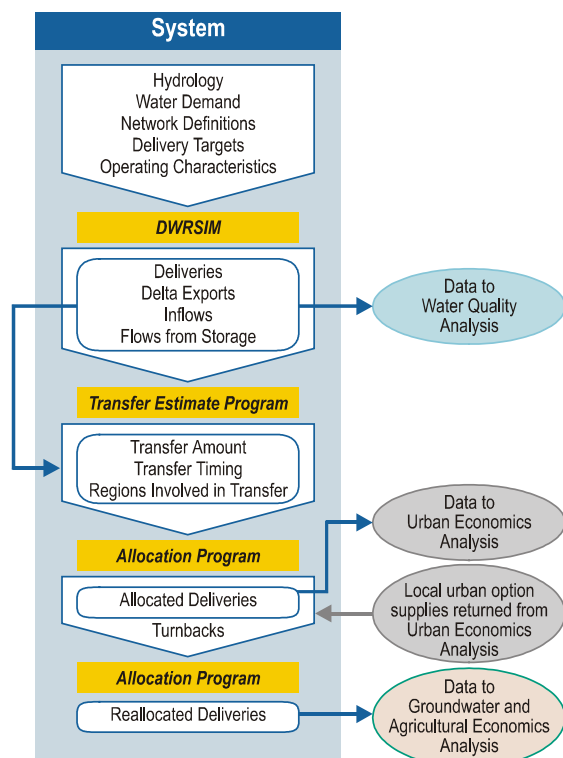 System
Hydrology
Water Demand
Network Definitions
Delivery Targets
Operating Characteristics
DWRSIM
Deliveries
Delta Exports
Inflows
Flows from Storage
Data to
Water Quality
Analysis
Transfer Estimate Program
Transfer Amount
Transfer Timing
Regions Involved in Transfer
Data to
Urban Economics
Analysis
Allocation Program
Allocated Deliveries
Turnbacks
Local urban option
supplies returned from
Urban Economics
Analysis
Allocation Program
Reallocated Deliveries
Data to
Groundwater and
Agricultural Economics
Analysis